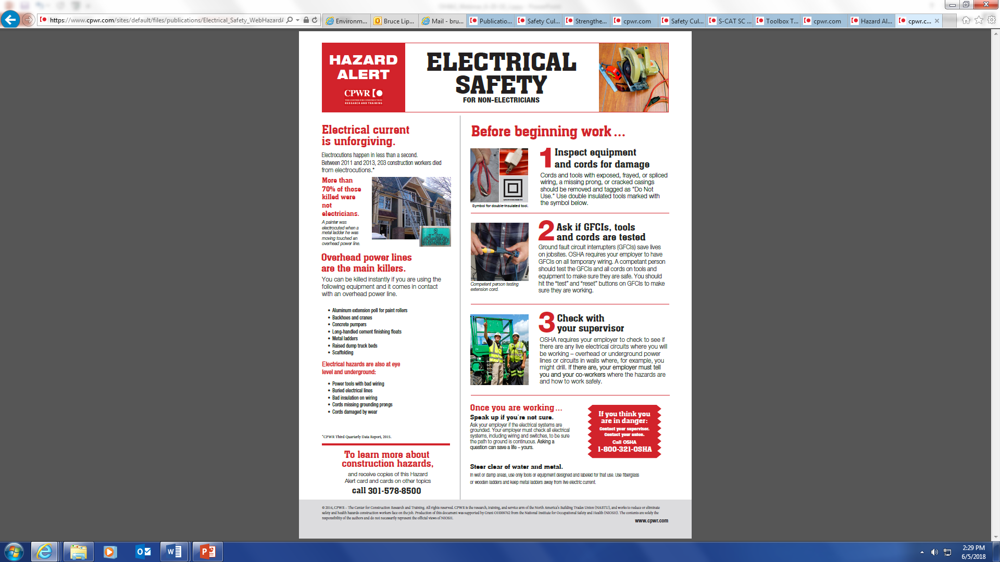 https://www.cpwr.com/sites/default/files/publications/Electrical_Safety_WebHazardA
Environm...
Bruce Lip...
Mail - bru...
Publicatio...
Safety Cul...
Strengthe...
cpwr.com
Safety Cul...
S-CAT SC ...
Toolbox T...
cpwr.com
Hazard Al...
cpwr.c...
HAZARD
ALERT
CPWR
THE CENTER FOR CONSTRUCTION
RESEARCH AND TRAINING
ELECTRICAL
SAFETY
FOR NON-ELECTRICIANS
Electrical current
is unforgiving.
Electrocutions happen in less than a second.
Between 2011 and 2013, 203 construction workers died
from electrocutions.*
More than
70% of those
killed were
not
electricians.
A painter was
electrocuted when a
metal ladder he was
moving touched an
overhead power line.
Overhead power lines
are the main killers.
You can be killed instantly if you are using the
following equipment and it comes in contact
with an overhead power line.
• Aluminum extension poll for paint rollers
• Backhoes and cranes
• Concrete pumpers
• Long-handled cement finishing floats
• Metal ladders
• Raised dump truck beds
• Scaffolding
Electrical hazards are also at eye
level and underground:
• Power tools with bad wiring
• Buried electrical lines
• Bad insulation on wiring
• Cords missing grounding prongs
• Cords damaged by wear
*CPWR Third Quarterly Data Report, 2015.
To learn more about
construction hazards,
and receive copies of this Hazard
Alert card and cards on other topics
call 301-578-8500
Before beginning work ...
Symbol for double-insulated tool.
1 Inspect equipment
and cords for damage
Cords and tools with exposed, frayed, or spliced
wiring, a missing prong, or cracked casings
should be removed and tagged as "Do Not
Use." Use double insulated tools marked with
the symbol below.
Competent person testing
extension cord.
2 Ask if GFCIs, tools
and cords are tested
Ground fault circuit interrupters (GFCIs) save lives
on jobsites. OSHA requires your employer to have
GFCIs on all temporary wiring. A competant person
should test the GFCIs and all cords on tools and
equipment to make sure they are safe. You should
hit the “test” and “reset” buttons on GFCIs to make
sure they are working.
3 Check with
your supervisor
OSHA requires your employer to check to see if
there are any live electrical circuits where you will
be working – overhead or underground power
lines or circuits in walls where, for example, you
might drill. If there are, your employer must tell
you and your co-workers where the hazards are
and how to work safely.
Once you are working ...
Speak up if you're not sure.
Ask your employer if the electrical systems are
grounded. Your employer must check all electrical
systems, including wiring and switches, to be sure
the path to ground is continuous. Asking a
question can save a life – yours.
If you think you
are in danger:
Contact your supervisor.
Contact your union.
Call OSHA
1-800-321-OSHA
Steer clear of water and metal.
In wet or damp areas, use only tools or equipment designed and labeled for that use. Use fiberglass
or wooden ladders and keep metal ladders away from live electric current.
© 2016, CPWR – The Center for Construction Research and Training. All rights reserved. CPWR is the research, training, and service arm of the North America's Building Trades Union (NABTU), and works to reduce or eliminate
safety and health hazards construction workers face on the job. Production of this document was supported by Grant OH009762 from the National Institute for Occupational Safety and Health (NIOSH). The contents are solely the
responsibility of the authors and do not necessarily represent the official views of NIOSH.
www.cpwr.com
2:29 PM
6/5/2018